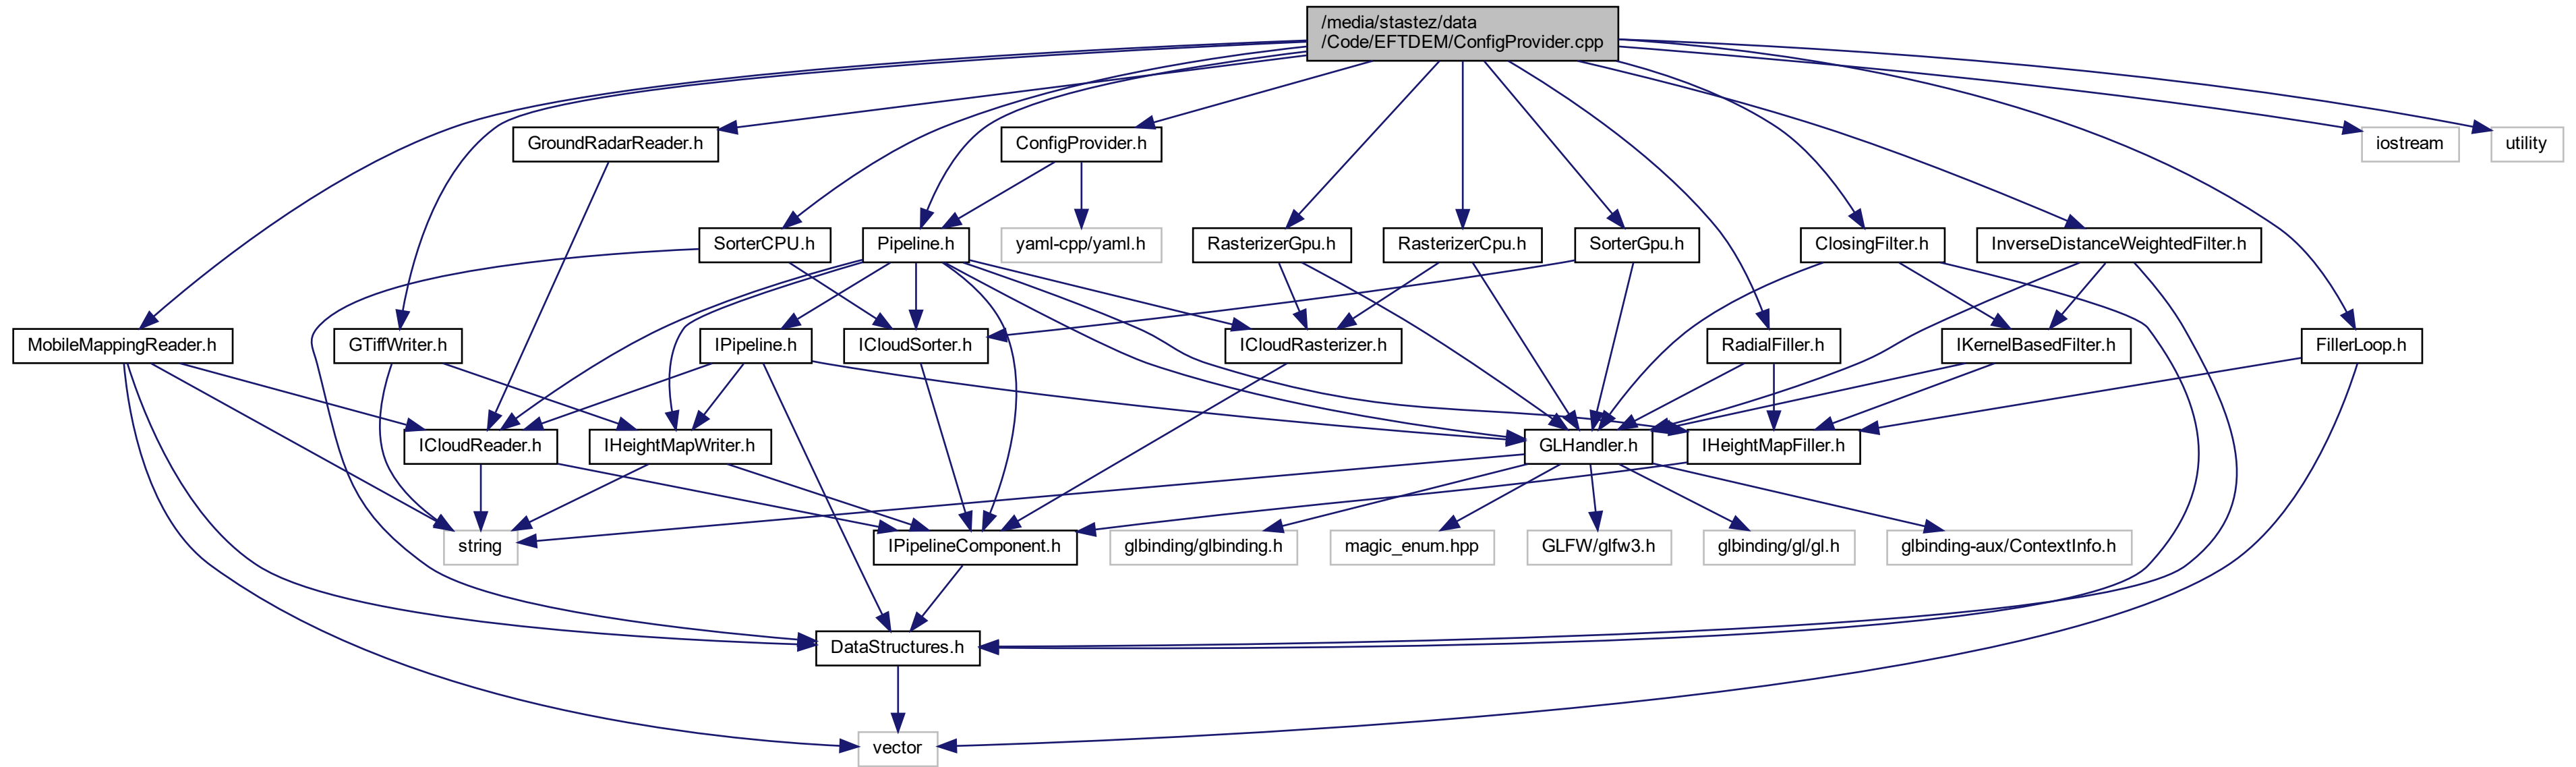 /media/stastez/data
/Code/EFTDEM/ConfigProvider.cpp
GroundRadarReader.h
ConfigProvider.h
iostream
utility
SorterCPU.h
Pipeline.h
yaml-cpp/yaml.h
RasterizerGpu.h
RasterizerCpu.h
SorterGpu.h
ClosingFilter.h
InverseDistanceWeightedFilter.h
MobileMappingReader.h
GTiffWriter.h
IPipeline.h
ICloudSorter.h
ICloudRasterizer.h
RadialFiller.h
IKernelBasedFilter.h
FillerLoop.h
ICloudReader.h
IHeightMapWriter.h
GLHandler.h
IHeightMapFiller.h
string
IPipelineComponent.h
glbinding/glbinding.h
magic_enum.hpp
GLFW/glfw3.h
glbinding/gl/gl.h
glbinding-aux/ContextInfo.h
DataStructures.h
vector